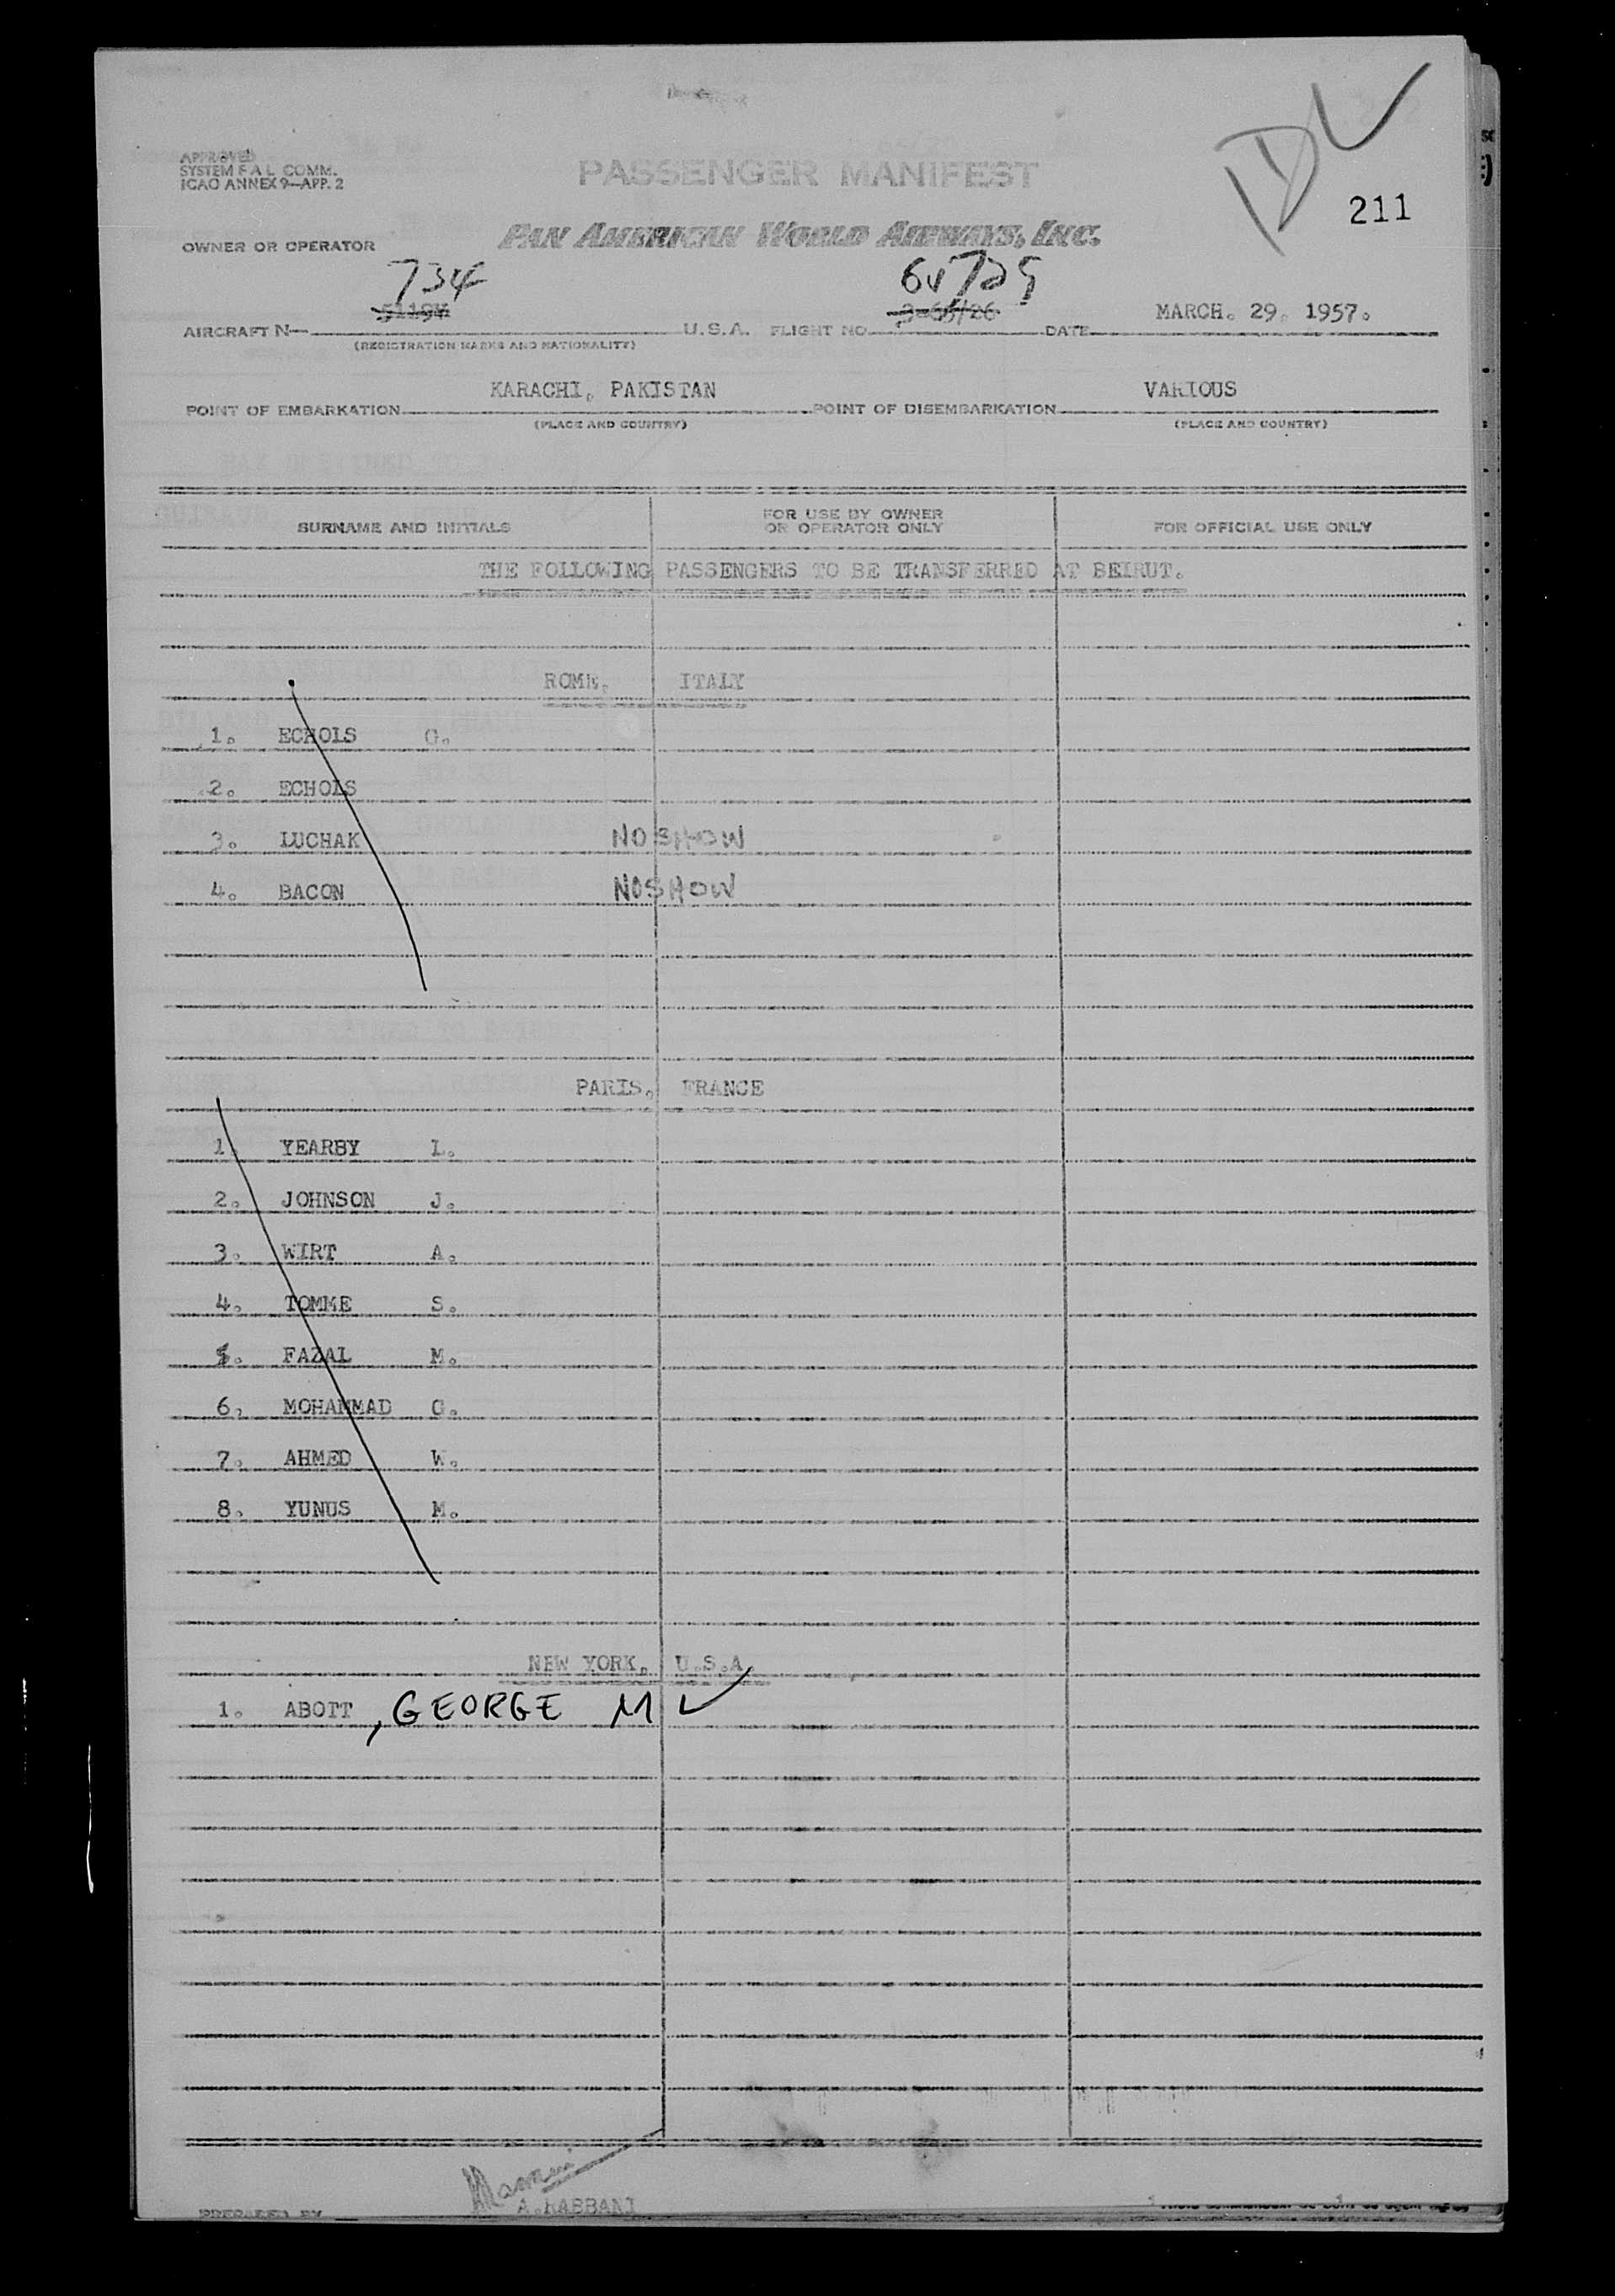 APPROVED
SYSTEM F A L COMM.
ICAO ANNEX 9—APP. 2
PASSENGER MANIFEST
211
OWNER OR OPERATOR
PAN AMERICAN WORLD AIRWAYS, INC.
734
AIRCRAFT N— 5119V U.S.A. FLIGHT NO. DATE MARCH. 29. 1957.
(REGISTRATION MARKS AND NATIONALITY)
POINT OF EMBARKATION KARACHI, PAKISTAN POINT OF DISEMBARKATION VARIOUS
(PLACE AND COUNTRY) (PLACE AND COUNTRY)
SURNAME AND INITIALS
FOR USE BY OWNER
OR OPERATOR ONLY
FOR OFFICIAL USE ONLY
THE FOLLOWING PASSENGERS TO BE TRANSFERRED AT BEIRUT.
ROME, ITALY
1. ECHOLS G.
2. ECHOLS
3. LUCHAK NO SHOW
4. BACON NO SHOW
PARIS, FRANCE
1. YEARBY L.
2. JOHNSON J.
3. WIRT A.
4. TOMME S.
5. FAZAL M.
6. MOHAMMAD G.
7. AHMED W.
8. YUNUS M.
NEW YORK, U.S.A.
1. ABOTT, GEORGE M
A.RABBANI
PREPARED BY